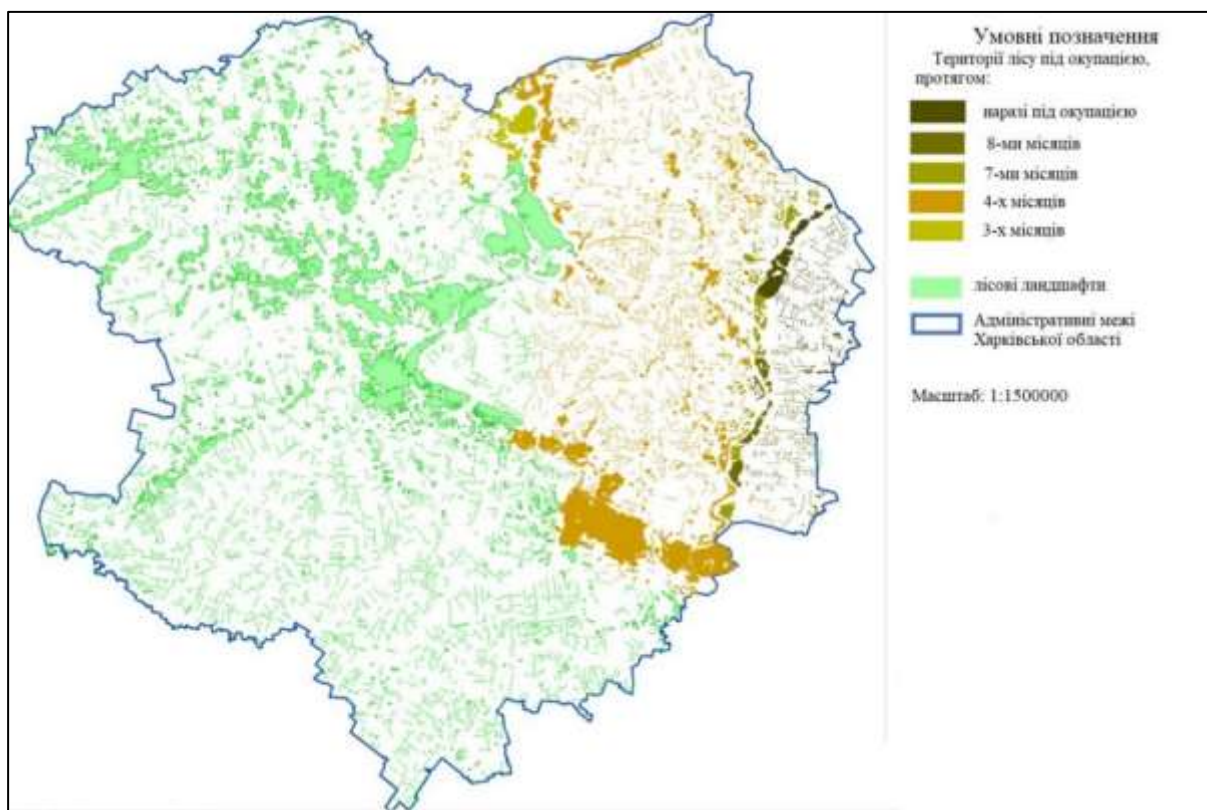 Умовні позначення
Території лісу під окупацією,
протягом:
наразі під окупацією
8-ми місяців
7-ми місяців
4-х місяців
3-х місяців
лісові ландшафти
Адміністративні межі
Харківської області
Масштаб: 1:1500000